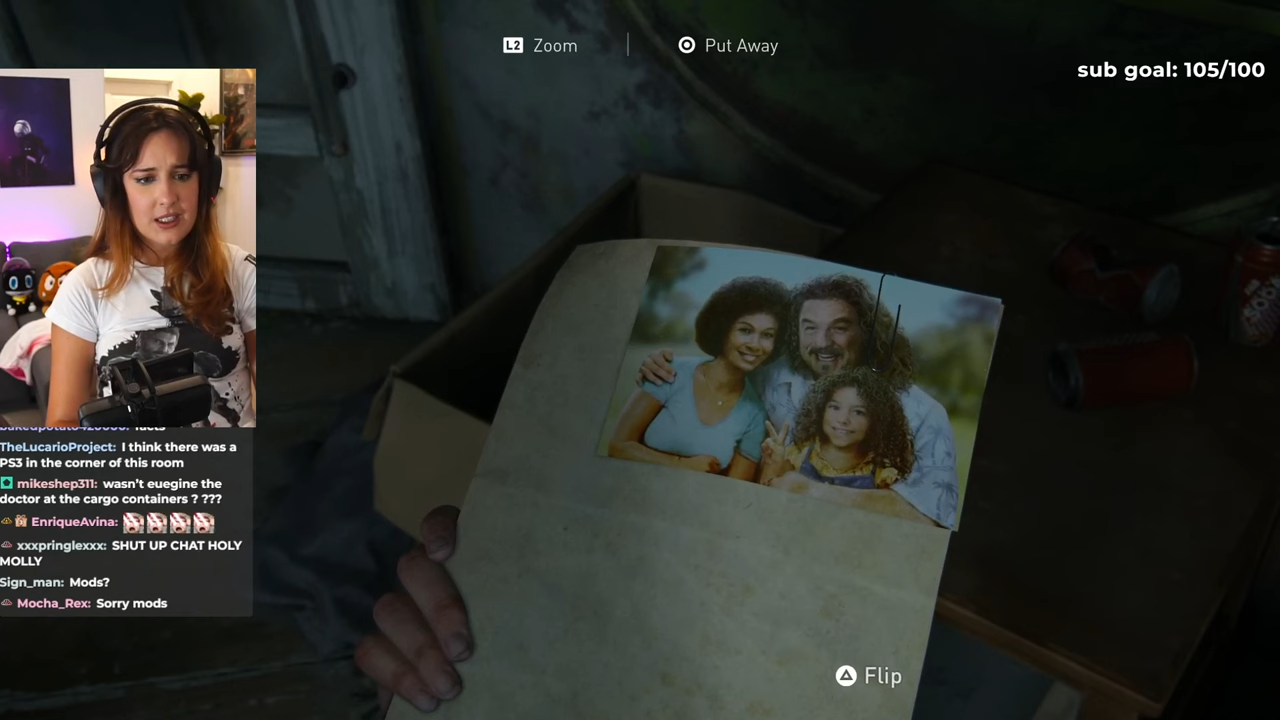 L2 Zoom
Put Away
sub goal: 105/100
TheLucarioProject: I think there was a
PS3 in the corner of this room
mikeshep311: wasn't euegine the
doctor at the cargo containers ? ???
EnriqueAvina:
xxxpringlexxx: SHUT UP CHAT HOLY
MOLLY
Sign_man: Mods?
Mocha_Rex: Sorry mods
Flip